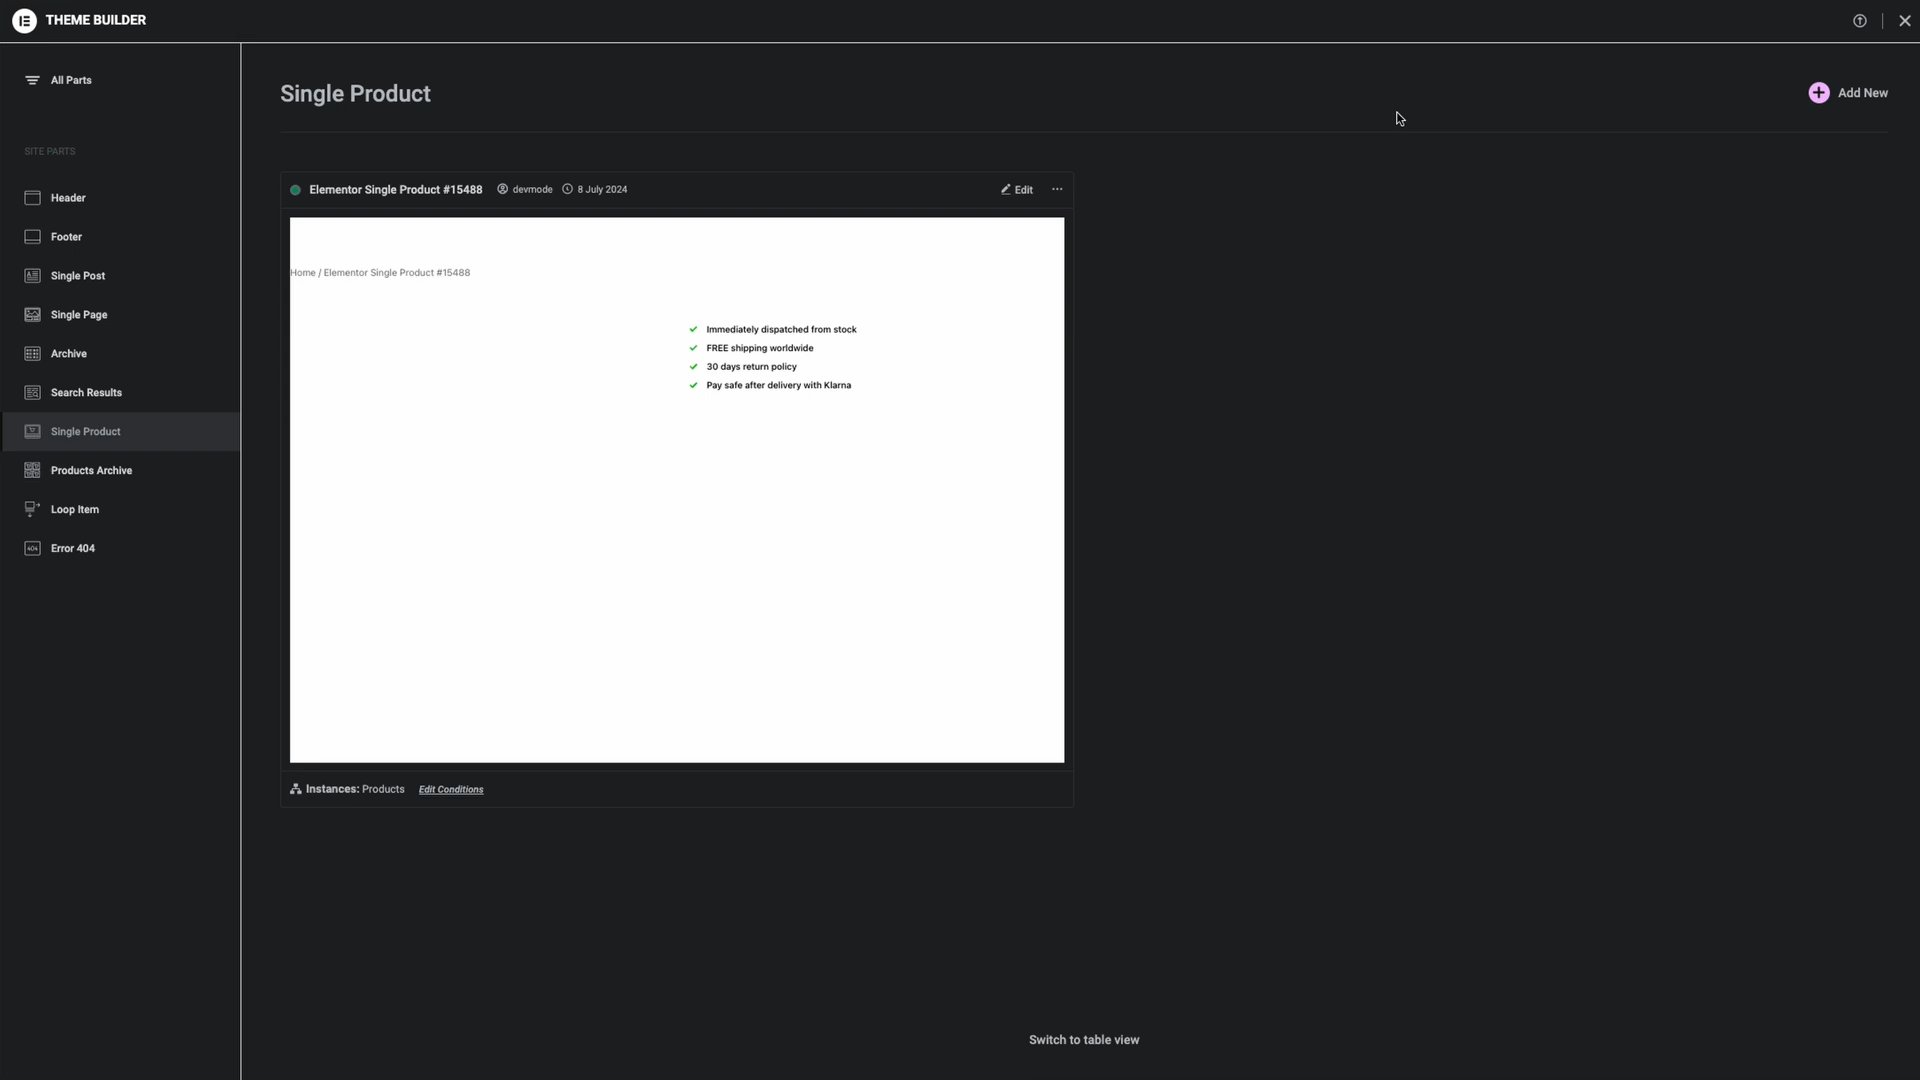 THEME BUILDER
All Parts
SITE PARTS
Header
Footer
Single Post
Single Page
Archive
Search Results
Single Product
Products Archive
Loop Item
404
Error 404
Single Product
Add New
Elementor Single Product #15488
devmode
8 July 2024
Edit
Home / Elementor Single Product #15488
Immediately dispatched from stock
FREE shipping worldwide
30 days return policy
Pay safe after delivery with Klarna
Instances: Products
Edit Conditions
Switch to table view